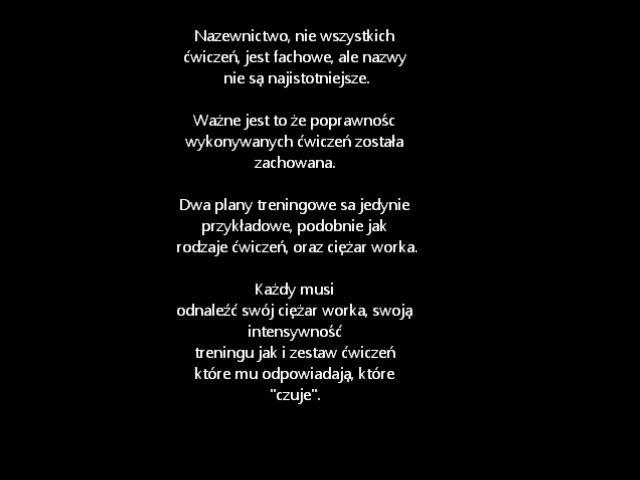 Nazewnictwo, nie wszystkich
ćwiczeń, jest fachowe, ale nazwy
nie są najistotniejsze.
Ważne jest to że poprawnośc
wykonywanych ćwiczeń została
zachowana.
Dwa plany treningowe sa jedynie
przykładowe, podobnie jak
rodzaje ćwiczeń, oraz ciężar worka.
Każdy musi
odnaleźć swój ciężar worka, swoją
intensywność
treningu jak i zestaw ćwiczeń
które mu odpowiadają, które
"czuje".